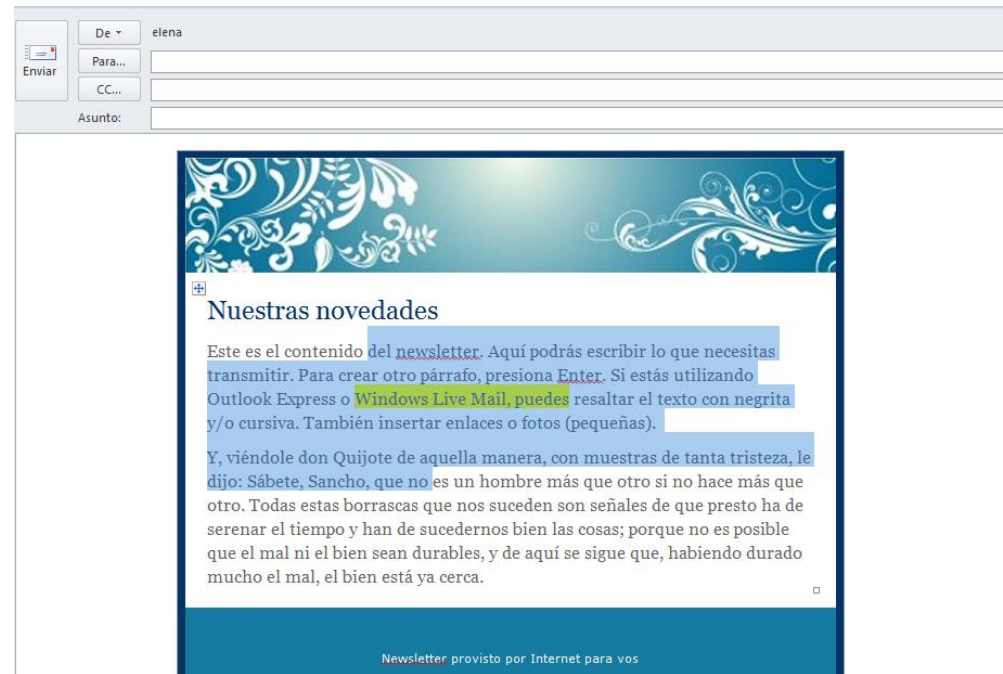 De
elena
Enviar
Para...
CC...
Asunto:
Nuestras novedades
Este es el contenido del newsletter. Aquí podrás escribir lo que necesitas
transmitir. Para crear otro párrafo, presiona Enter. Si estás utilizando
Outlook Express o Windows Live Mail, puedes resaltar el texto con negrita
y/o cursiva. También insertar enlaces o fotos (pequeñas).
Y, viéndole don Quijote de aquella manera, con muestras de tanta tristeza, le
dijo: Sábete, Sancho, que no es un hombre más que otro si no hace más que
otro. Todas estas borrascas que nos suceden son señales de que presto ha de
serenar el tiempo y han de sucedernos bien las cosas; porque no es posible
que el mal ni el bien sean durables, y de aquí se sigue que, habiendo durado
mucho el mal, el bien está ya cerca.
Newsletter provisto por Internet para vos